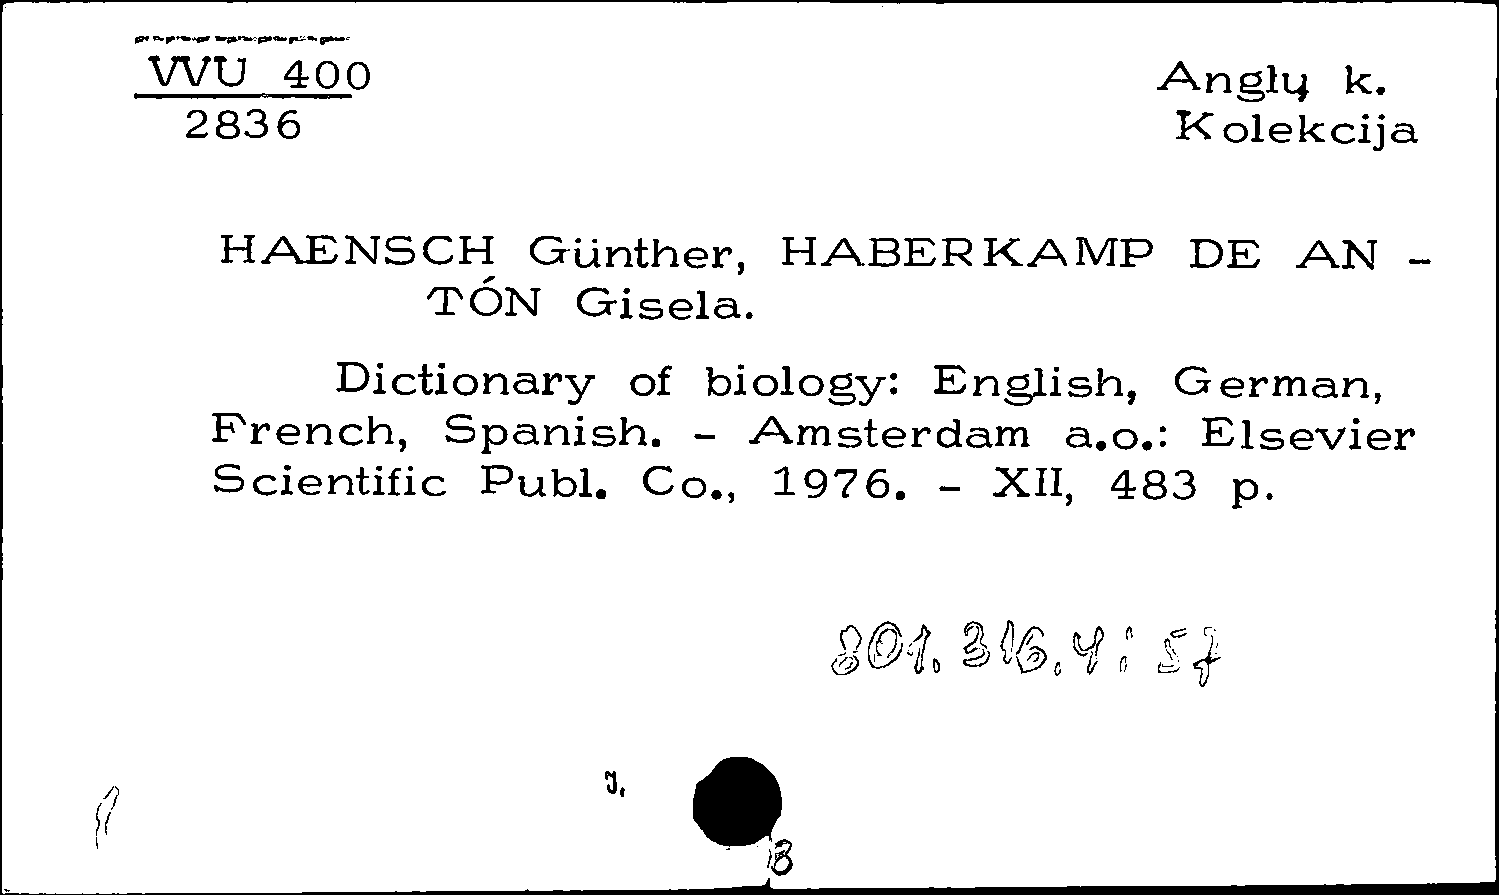 VVU 400
2836
Anglų k.
Kolekcija
HAENSCH Günther, HABERKAMP DE AN -
TÓN Gisela.
Dictionary of biology: English, German,
French, Spanish. - Amsterdam a.o.: Elsevier
Scientific Publ. Co., 1976. - XII, 483 p.
801.316.4:57